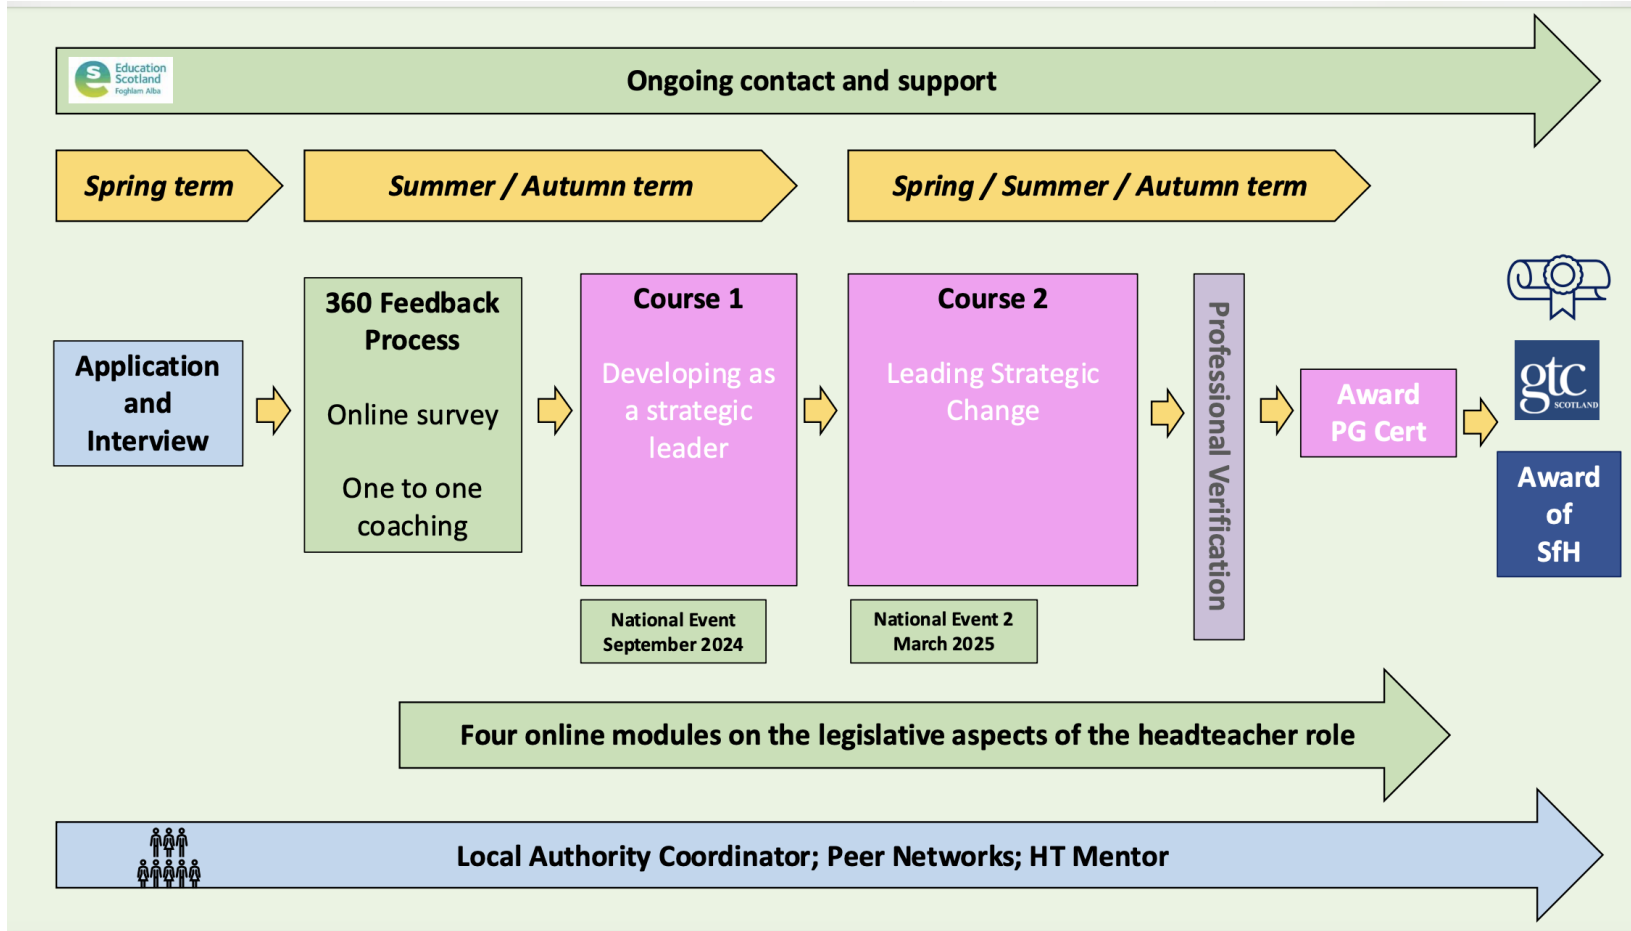 Education
Scotland
Foghlam Alba
Ongoing contact and support
Spring term
Summer / Autumn term
Spring / Summer / Autumn term
Application
and
Interview
360 Feedback
Process
Online survey
One to one
coaching
Course 1
Developing as
a strategic
leader
National Event
September 2024
Course 2
Leading Strategic
Change
National Event 2
March 2025
Professional Verification
Award
PG Cert
gtc
SCOTLAND
Award
of
SfH
Four online modules on the legislative aspects of the headteacher role
Local Authority Coordinator; Peer Networks; HT Mentor